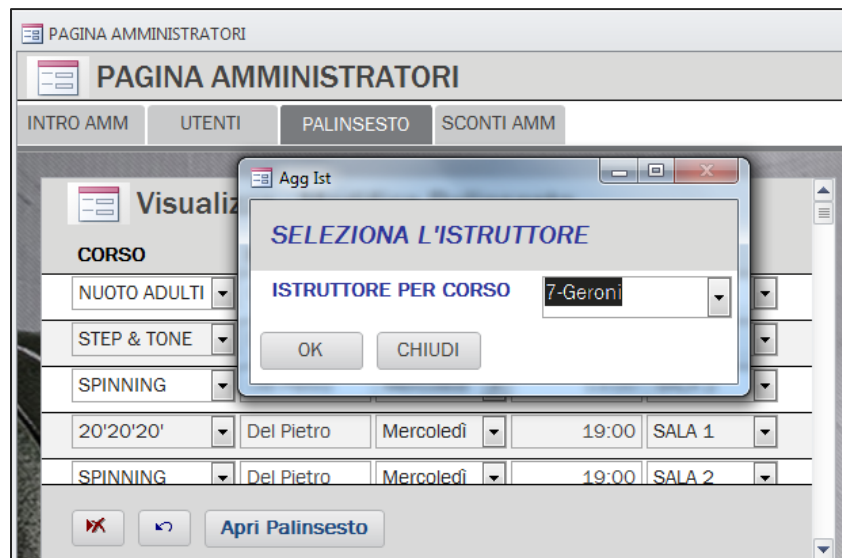 PAGINA AMMINISTRATORI
PAGINA AMMINISTRATORI
INTRO AMM UTENTI PALINSESTO SCONTI AMM
Agg Ist
SELEZIONA L'ISTRUTTORE
ISTRUTTORE PER CORSO 7-Geroni
OK CHIUDI
CORSO
NUOTO ADULTI
STEP & TONE
SPINNING
20'20'20' Del Pietro Mercoledì 19:00 SALA 1
SPINNING Del Pietro Mercoledì 19:00 SALA 2
Apri Palinsesto